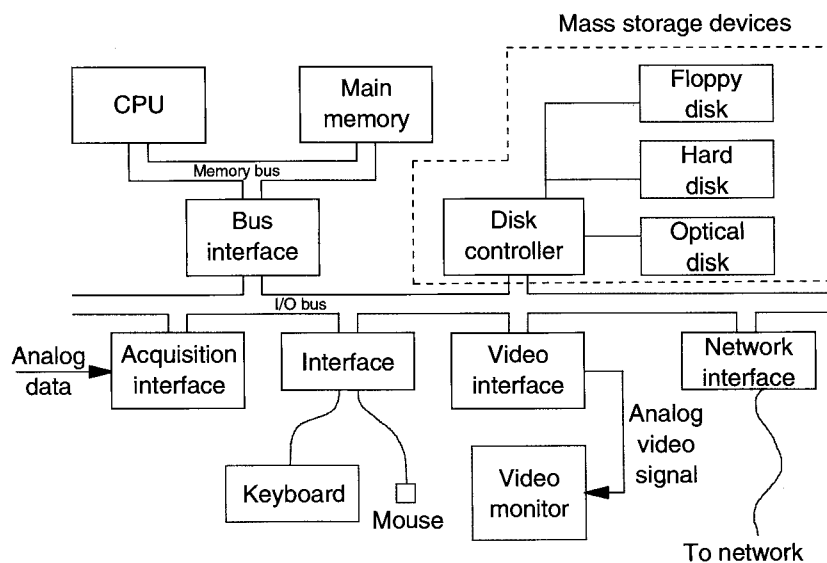 Mass storage devices
CPU
Main
memory
Floppy
disk
Memory bus
Hard
disk
Bus
interface
Disk
controller
Optical
disk
I/O bus
Analog
data
Acquisition
interface
Interface
Video
interface
Network
interface
Analog
video
signal
Keyboard
Mouse
Video
monitor
To network